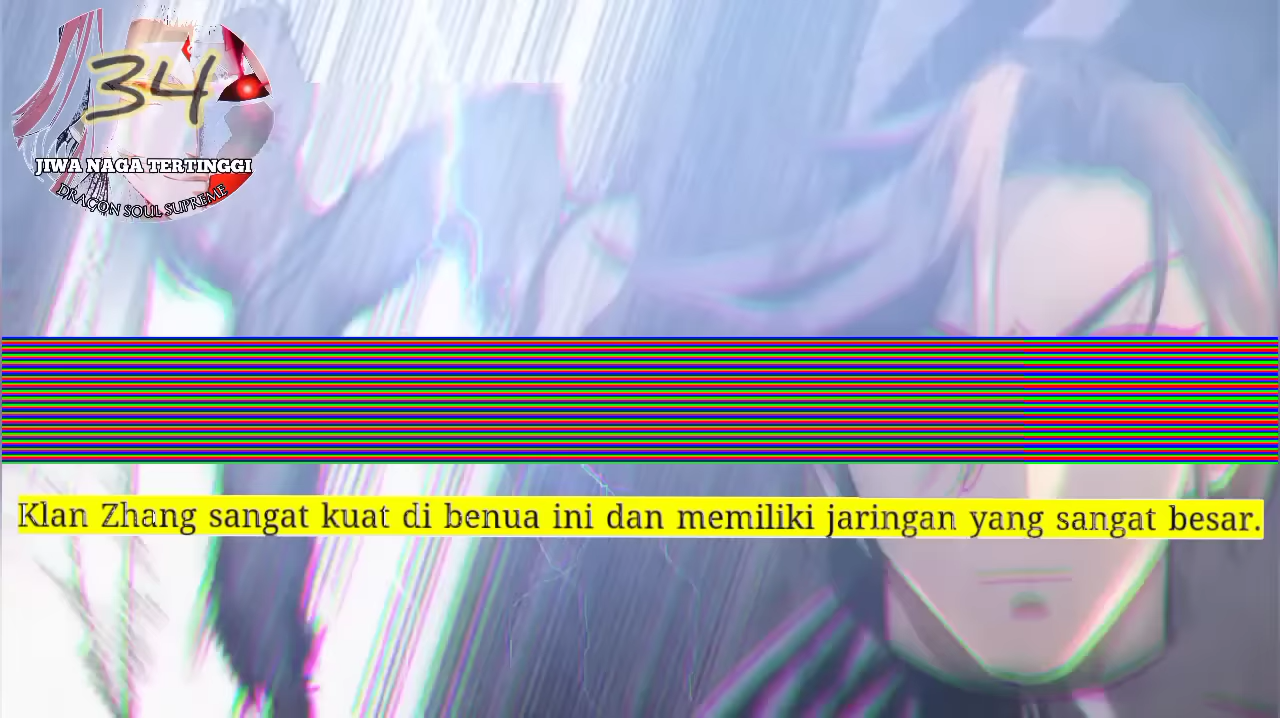 34
JIWA NAGA TERTINGGI
DRAGON SOUL SUPREME
Klan Zhang sangat kuat di benua ini dan memiliki jaringan yang sangat besar.